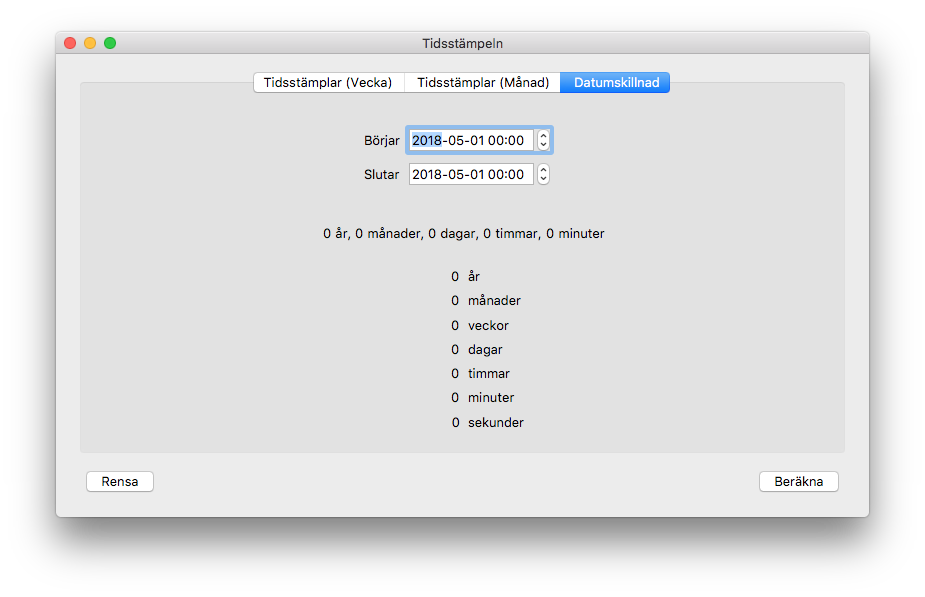 Tidsstämpeln
Tidsstämplar (Vecka) Tidsstämplar (Månad) Datumskillnad
Börjar 2018-05-01 00:00
Slutar 2018-05-01 00:00
0 år, 0 månader, 0 dagar, 0 timmar, 0 minuter
0 år
0 månader
0 veckor
0 dagar
0 timmar
0 minuter
0 sekunder
Rensa Beräkna